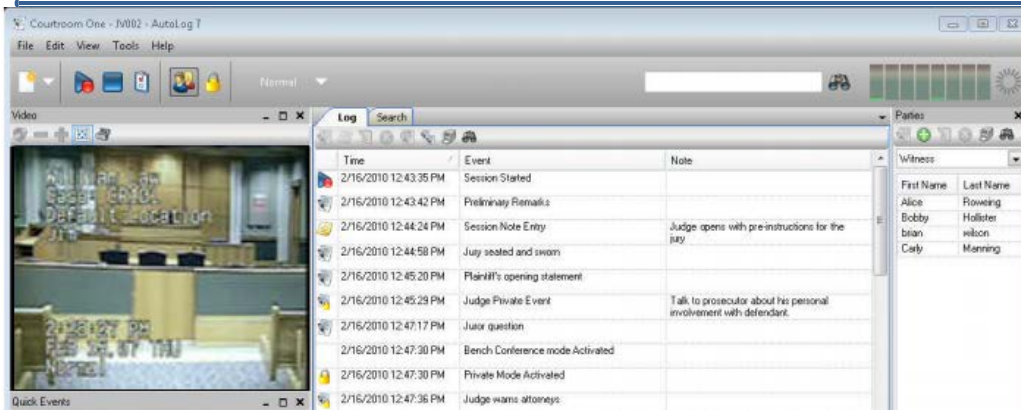 Courtroom One - JV002 - AutoLog 7
File Edit View Tools Help
Normal
Video
Log Search
Parties
Time Event Note
Witness
2/16/2010 12:43:35 PM Session Started
First Name Last Name
2/16/2010 12:43:42 PM Preliminary Remarks
Alice Roweing
2/16/2010 12:44:24 PM Session Note Entry Judge opens with pre-instructions for the jury
Bobby Hollister
brian wilson
2/16/2010 12:44:58 PM Jury seated and sworn
Carly Manning
2/16/2010 12:45:20 PM Plaintiff's opening statement
2/16/2010 12:45:29 PM Judge Private Event Talk to prosecutor about his personal
involvement with defendant.
2/16/2010 12:47:17 PM Juror question
2/16/2010 12:47:30 PM Bench Conference mode Activated
2/16/2010 12:47:30 PM Private Mode Activated
2/16/2010 12:47:36 PM Judge warns attorneys
Default Location
Normal
Quick Events